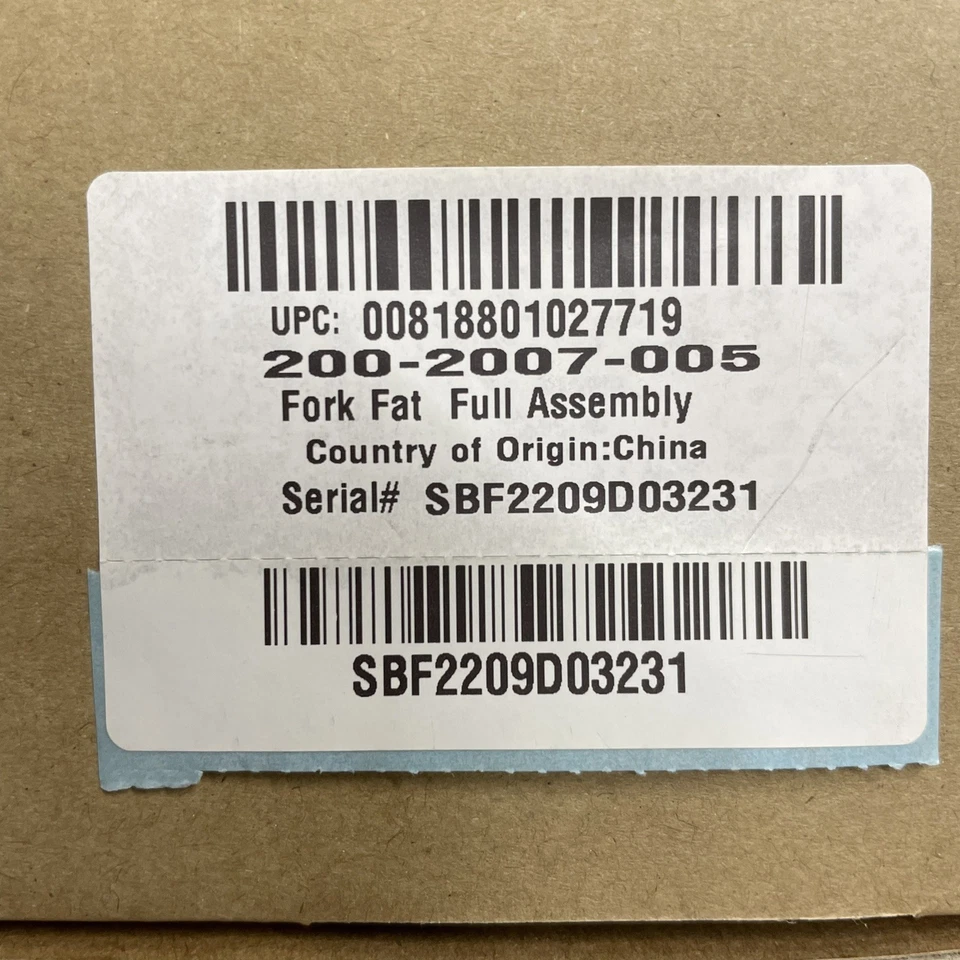 UPC: 00818801027719
200-2007-005
Fork Fat Full Assembly
Country of Origin:China
Serial# SBF2209D03231
SBF2209D03231